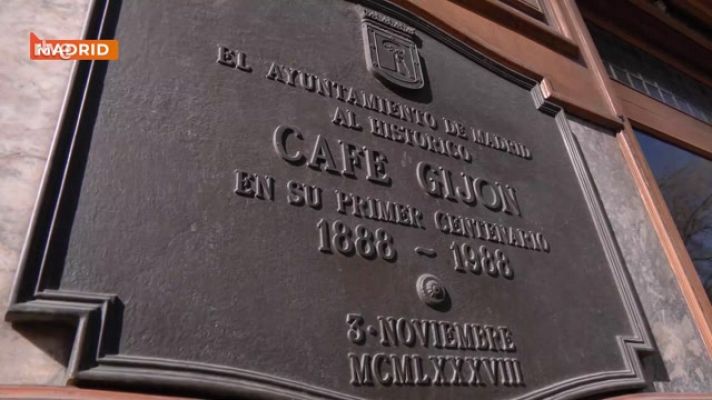 MADRID
EL AYUNTAMIENTO DE MADRID
AL HISTORICO
CAFE GIJON
EN SU PRIMER CENTENARIO
1888 - 1988
3-NOVIEMBRE
MCMLXXXVIII